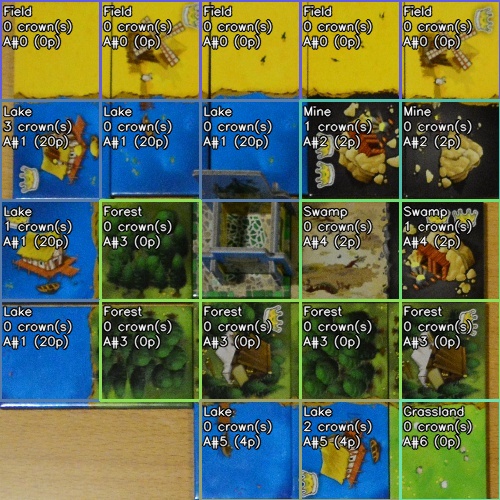 Field
0 crown(s)
A#0 (0p)
Field
0 crown(s)
A#0 (0p)
Field
0 crown(s)
A#0 (0p)
Field
0 crown(s)
A#0 (0p)
Field
0 crown(s)
A#0 (0p)
Lake
3 crown(s)
A#1 (20p)
Lake
0 crown(s)
A#1 (20p)
Lake
0 crown(s)
A#1 (20p)
Mine
1 crown(s)
A#2 (2p)
Mine
0 crown(s)
A#2 (2p)
Lake
1 crown(s)
A#1 (20p)
Forest
0 crown(s)
A#3 (0p)
Swamp
0 crown(s)
A#4 (2p)
Swamp
1 crown(s)
A#4 (2p)
Lake
0 crown(s)
A#1 (20p)
Forest
0 crown(s)
A#3 (0p)
Forest
0 crown(s)
A#3 (0p)
Forest
0 crown(s)
A#3 (0p)
Forest
0 crown(s)
A#3 (0p)
Lake
0 crown(s)
A#5 (4p)
Lake
2 crown(s)
A#5 (4p)
Grassland
0 crown(s)
A#6 (0p)